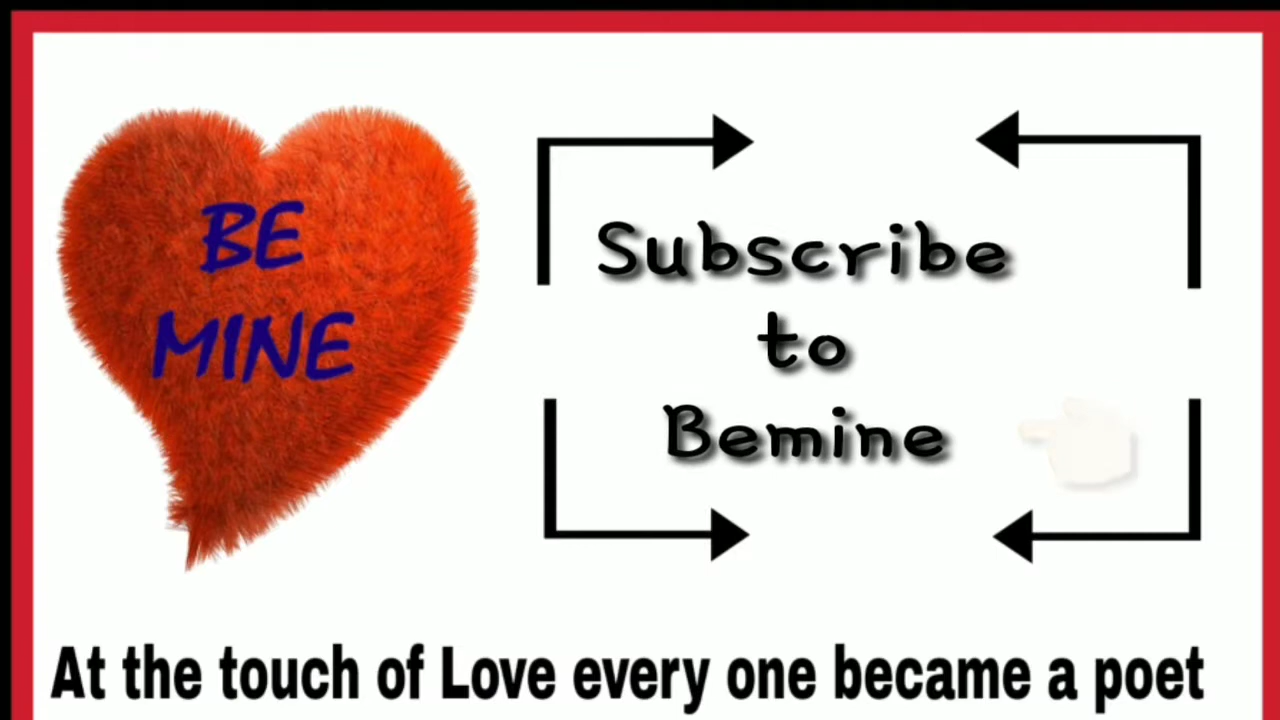 BE
MINE
Subscribe
to
Bemine
At the touch of Love every one became a poet